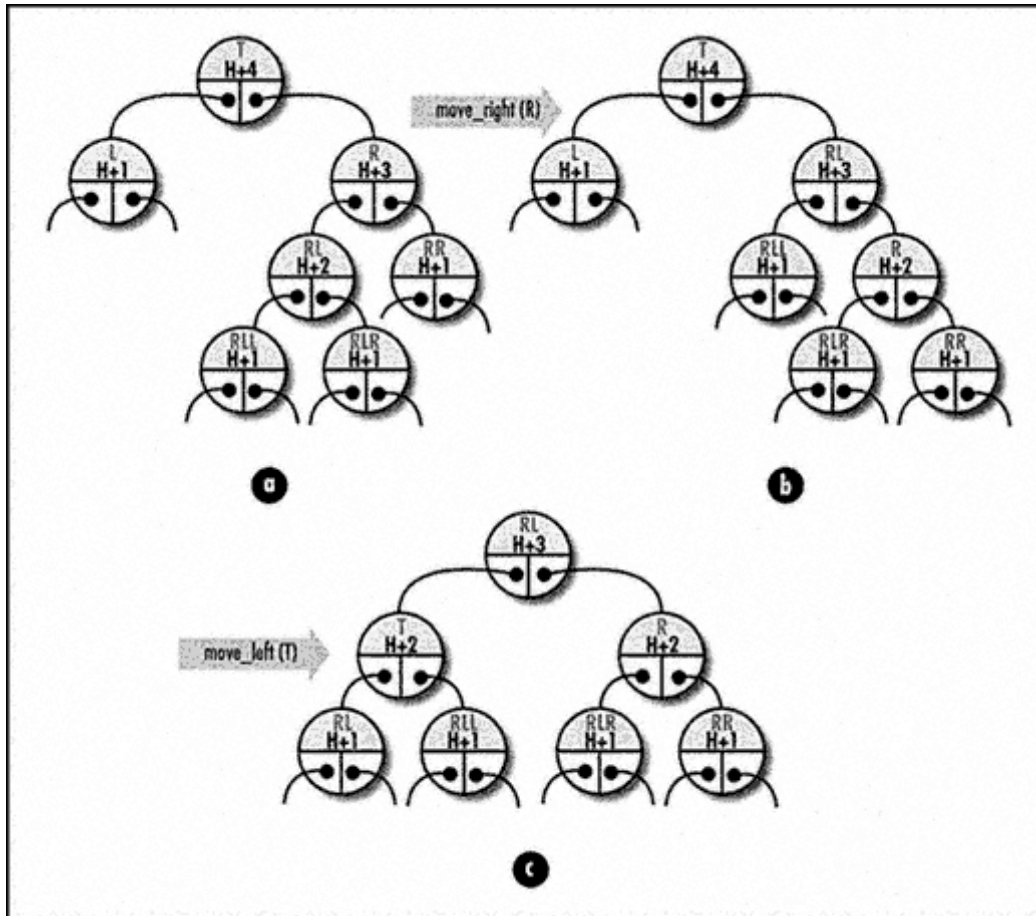 T
H+4
L
H+1
R
H+3
RL
H+2
RR
H+1
RLL
H+1
RLR
H+1
a
move_right (R)
T
H+4
L
H+1
RL
H+3
RLL
H+1
R
H+2
RLR
H+1
RR
H+1
b
move_left (T)
RL
H+3
T
H+2
R
H+2
RL
H+1
RLL
H+1
RLR
H+1
RR
H+1
c